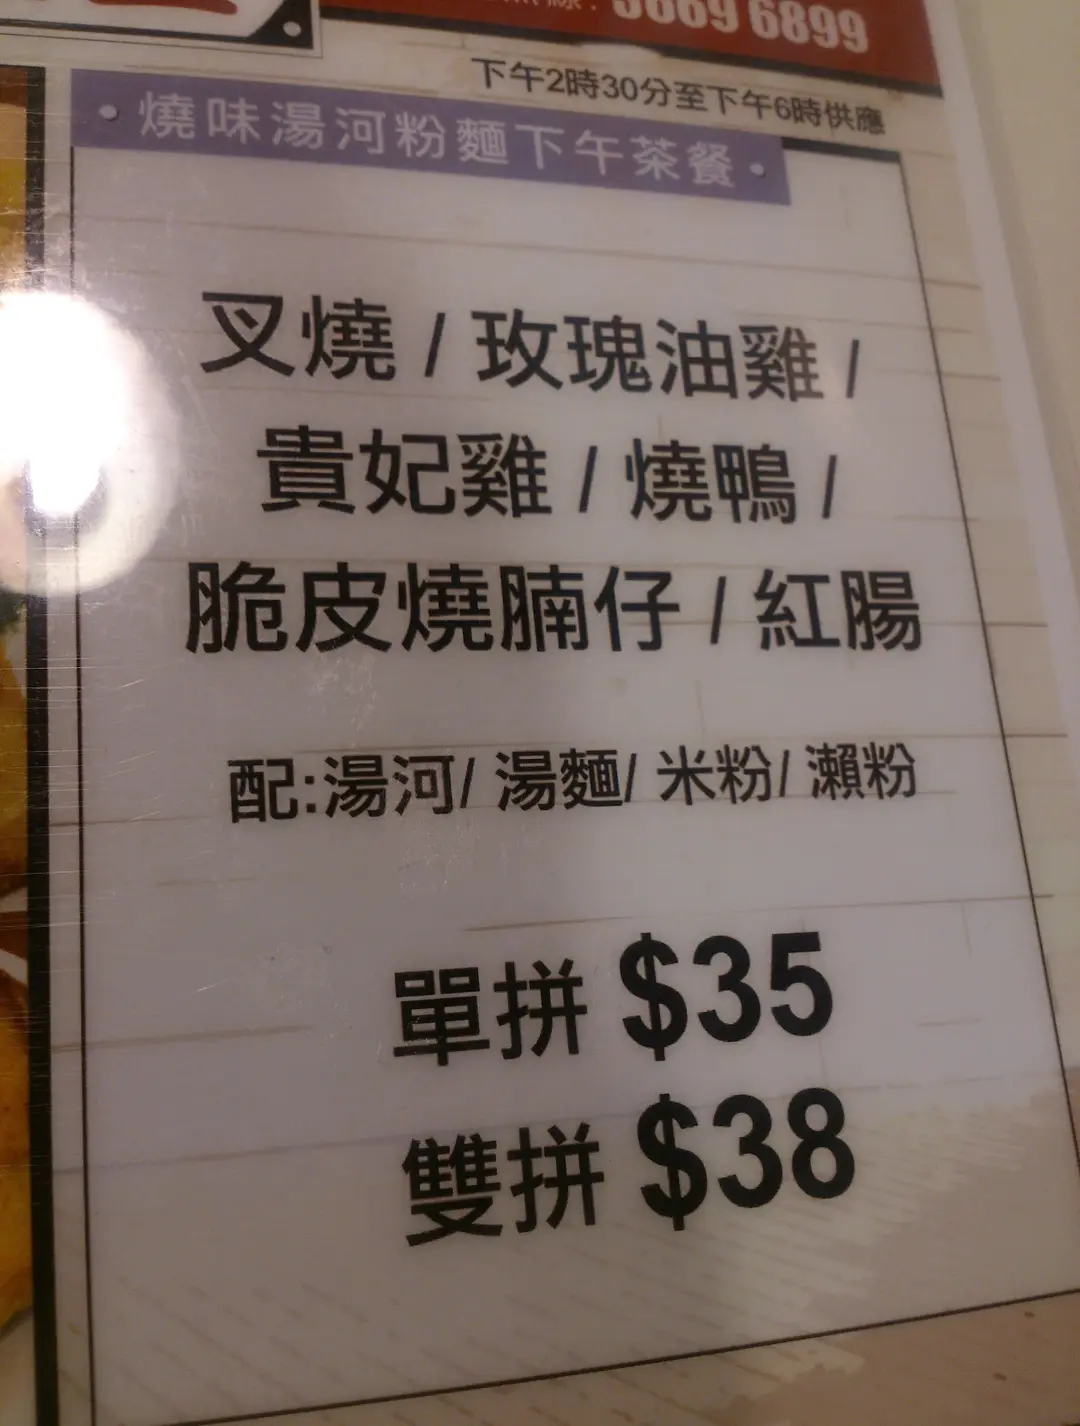 3669 6899
下午2時30分至下午6時供應
· 燒味湯河粉麵下午茶餐 ·
叉燒 / 玫瑰油雞 /
貴妃雞 / 燒鴨 /
脆皮燒腩仔 / 紅腸
配:湯河/ 湯麵/ 米粉/ 瀨粉
單拼 $35
雙拼 $38